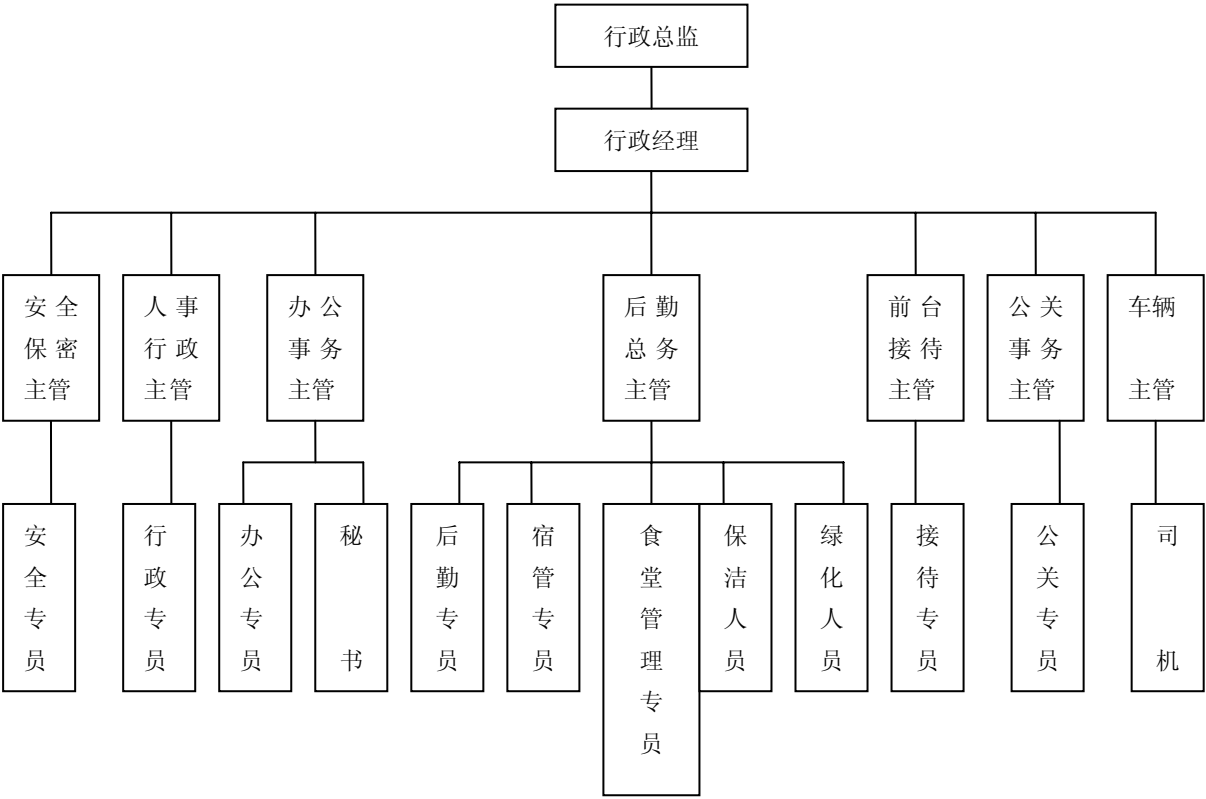 行政总监
行政经理
安全
保密
主管
人事
行政
主管
办公
事务
主管
后勤
总务
主管
前台
接待
主管
公关
事务
主管
车辆
主管
安全专员
行政专员
办公专员
秘书
后勤专员
宿管专员
食堂管理专员
保洁人员
绿化人员
接待专员
公关专员
司机